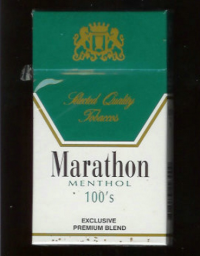 Selected Quality
Tobaccos
Marathon
MENTHOL
100's
EXCLUSIVE
PREMIUM BLEND